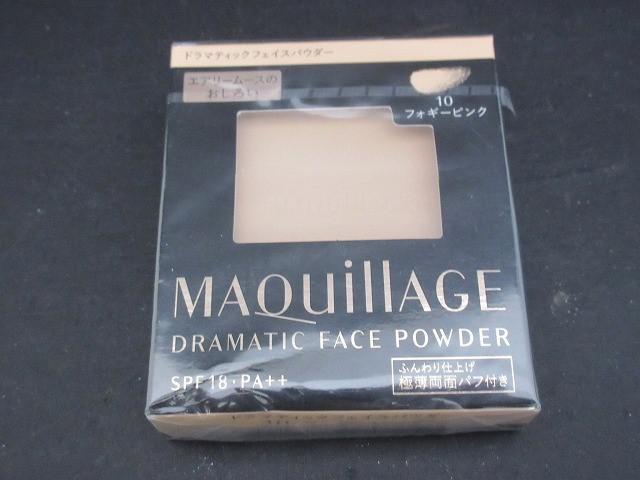 ドラマティックフェイスパウダー
エアリームースの
おしろい
10
フォギーピンク
MAQUillAGE
DRAMATIC FACE POWDER
SPF18・PA++
ふんわり仕上げ
極薄両面パフ付き